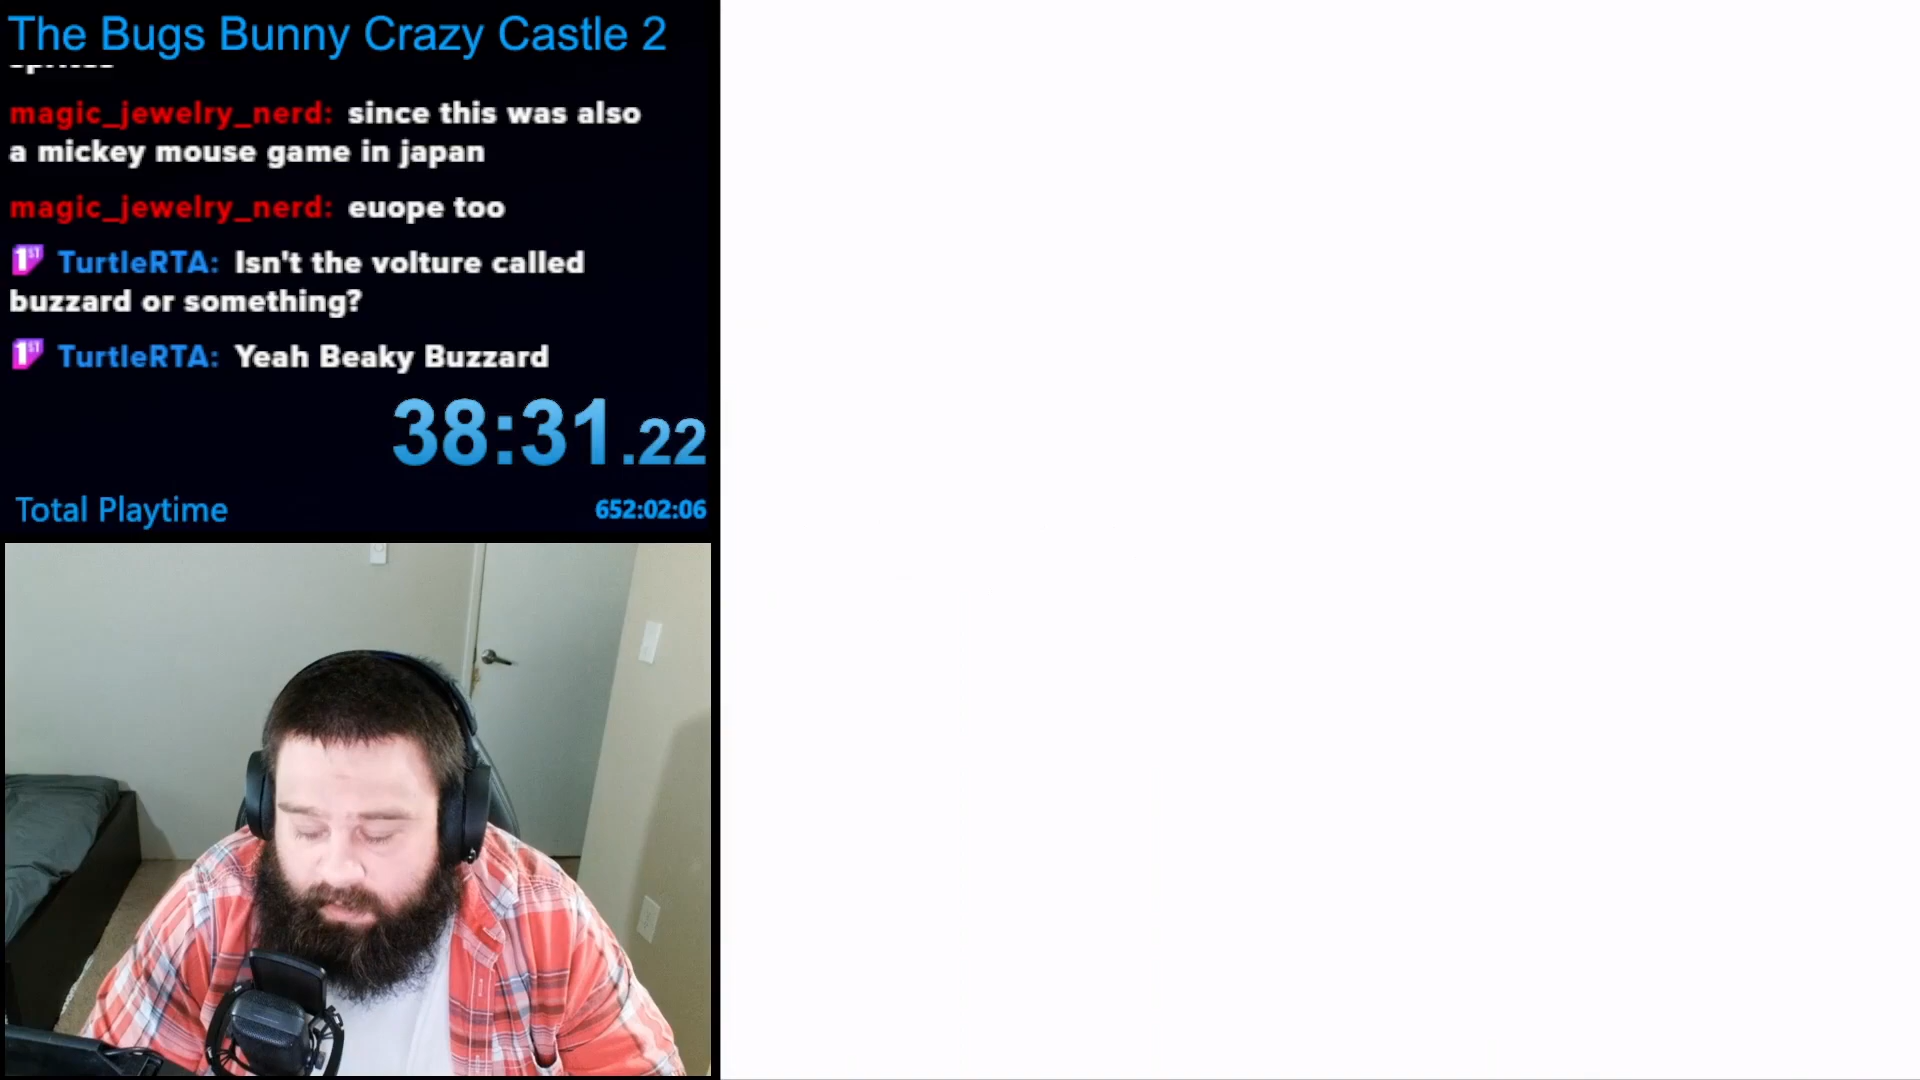 The Bugs Bunny Crazy Castle 2
magic_jewelry_nerd: since this was also
a mickey mouse game in japan
magic_jewelry_nerd: euope too
1ST TurtleRTA: Isn't the volture called
buzzard or something?
1ST TurtleRTA: Yeah Beaky Buzzard
38:31.22
Total Playtime 652:02:06